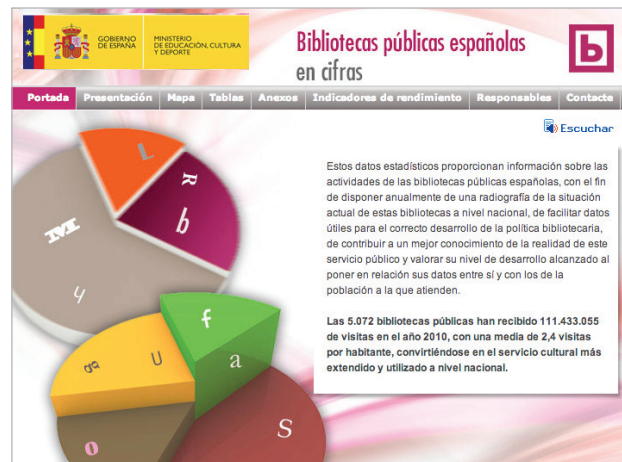 GOBIERNO
DE ESPAÑA
MINISTERIO
DE EDUCACIÓN, CULTURA
Y DEPORTE
Bibliotecas públicas españolas
en cifras
b
Portada Presentación Mapa Tablas Anexos Indicadores de rendimiento Responsables Contacte
Escuchar
Estos datos estadísticos proporcionan información sobre las
actividades de las bibliotecas públicas españolas, con el fin
de disponer anualmente de una radiografía de la situación
actual de estas bibliotecas a nivel nacional, de facilitar datos
útiles para el correcto desarrollo de la política bibliotecaria,
de contribuir a un mejor conocimiento de la realidad de este
servicio público y valorar su nivel de desarrollo alcanzado al
poner en relación sus datos entre sí y con los de la
población a la que atienden.
Las 5.072 bibliotecas públicas han recibido 111.433.055
de visitas en el año 2010, con una media de 2,4 visitas
por habitante, convirtiéndose en el servicio cultural más
extendido y utilizado a nivel nacional.
L
R
b
M
4
f
a
U
S
o